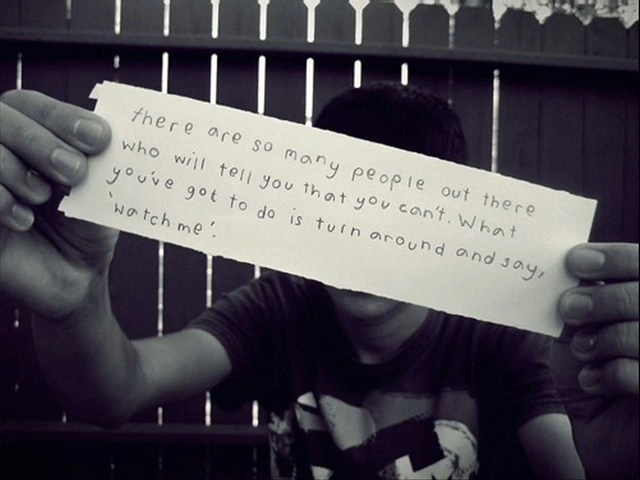 there are so many people out there
who will tell you that you can't. What
you've got to do is turn around and say,
'watch me'.